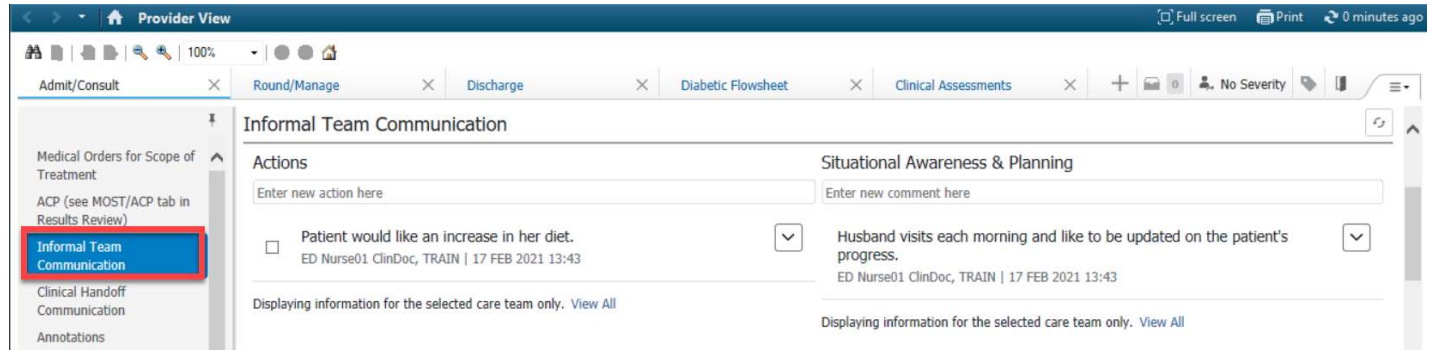 Provider View
Full screen Print 0 minutes ago
100%
Admit/Consult Round/Manage Discharge Diabetic Flowsheet Clinical Assessments 0 No Severity
Medical Orders for Scope of
Treatment
ACP (see MOST/ACP tab in
Results Review)
Informal Team
Communication
Clinical Handoff
Communication
Annotations
Informal Team Communication
Actions
Enter new action here
Patient would like an increase in her diet.
ED Nurse01 ClinDoc, TRAIN | 17 FEB 2021 13:43
Displaying information for the selected care team only. View All
Situational Awareness & Planning
Enter new comment here
Husband visits each morning and like to be updated on the patient's
progress.
ED Nurse01 ClinDoc, TRAIN | 17 FEB 2021 13:43
Displaying information for the selected care team only. View All